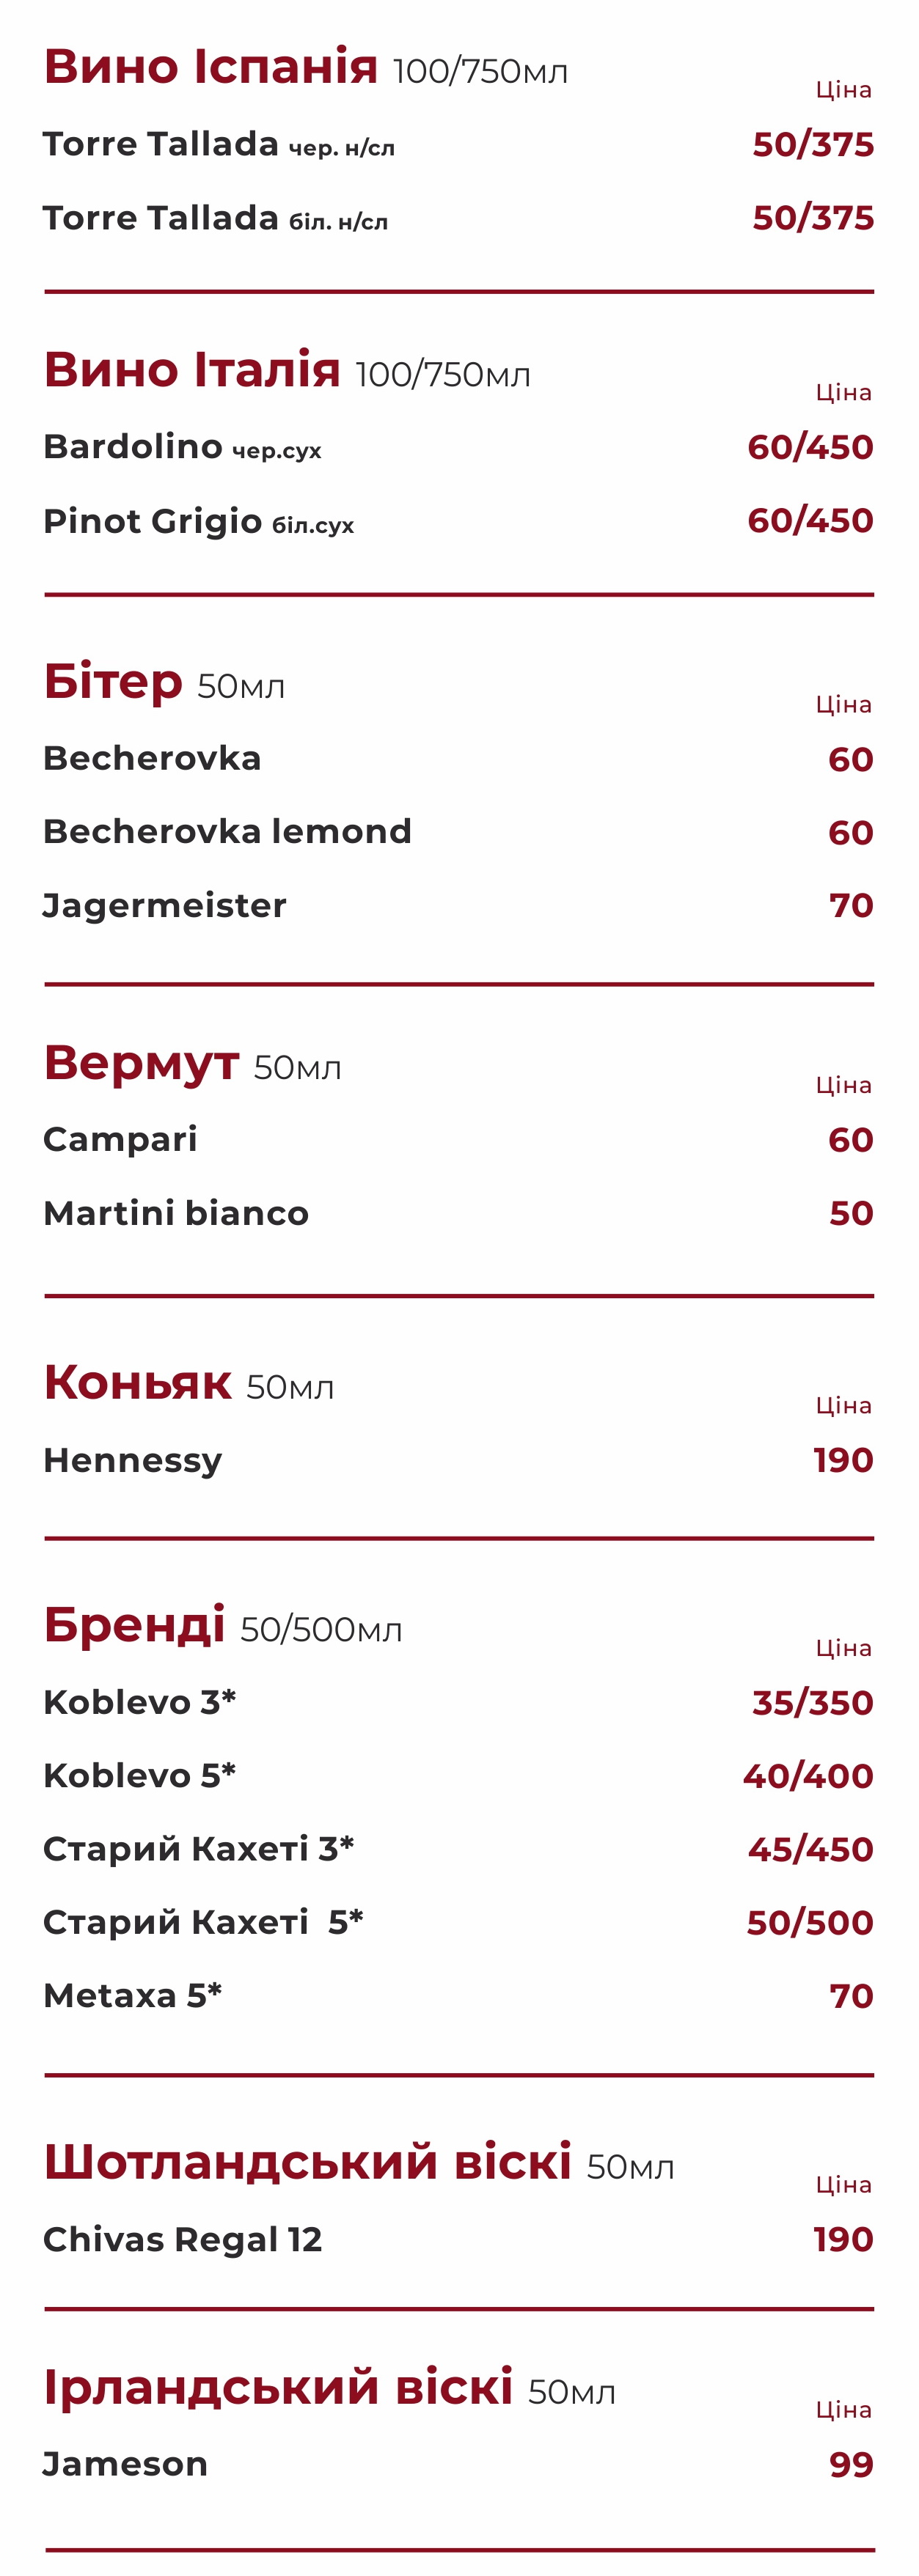 Вино Іспанія 100/750мл
Ціна
Torre Tallada чер. н/сл 50/375
Torre Tallada біл. н/сл 50/375
Вино Італія 100/750мл
Ціна
Bardolino чер.сух 60/450
Pinot Grigio біл.сух 60/450
Бітер 50мл
Ціна
Becherovka 60
Becherovka lemond 60
Jagermeister 70
Вермут 50мл
Ціна
Campari 60
Martini bianco 50
Коньяк 50мл
Ціна
Hennessy 190
Бренді 50/500мл
Ціна
Koblevo 3* 35/350
Koblevo 5* 40/400
Старий Кахеті 3* 45/450
Старий Кахеті 5* 50/500
Metaxa 5* 70
Шотландський віскі 50мл
Ціна
Chivas Regal 12 190
Ірландський віскі 50мл
Ціна
Jameson 99